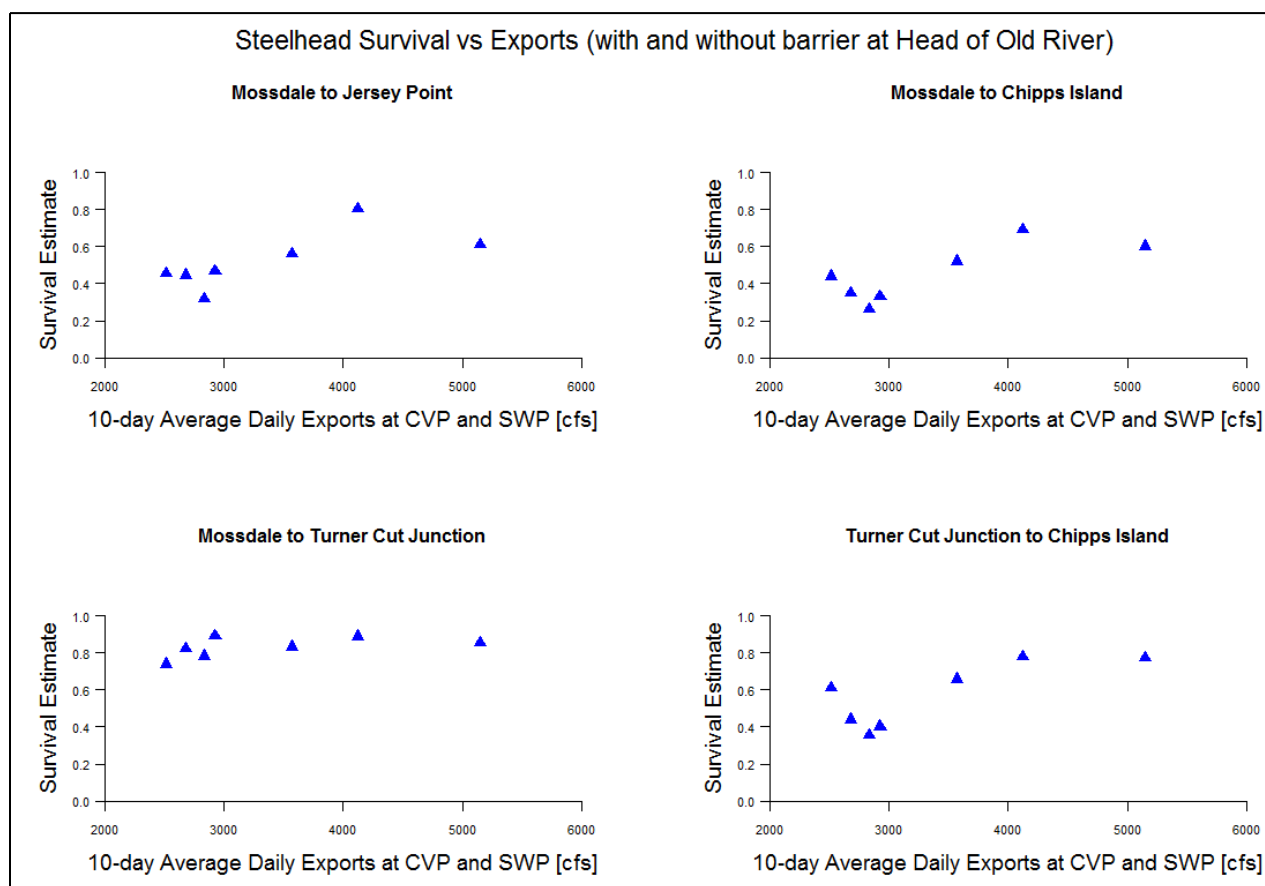 Steelhead Survival vs Exports (with and without barrier at Head of Old River)
Mossdale to Jersey Point
Survival Estimate
1.0
0.8
0.6
0.4
0.2
0.0
2000 3000 4000 5000 6000
10-day Average Daily Exports at CVP and SWP [cfs]
Mossdale to Chipps Island
Survival Estimate
1.0
0.8
0.6
0.4
0.2
0.0
2000 3000 4000 5000 6000
10-day Average Daily Exports at CVP and SWP [cfs]
Mossdale to Turner Cut Junction
Survival Estimate
1.0
0.8
0.6
0.4
0.2
0.0
2000 3000 4000 5000 6000
10-day Average Daily Exports at CVP and SWP [cfs]
Turner Cut Junction to Chipps Island
Survival Estimate
1.0
0.8
0.6
0.4
0.2
0.0
2000 3000 4000 5000 6000
10-day Average Daily Exports at CVP and SWP [cfs]